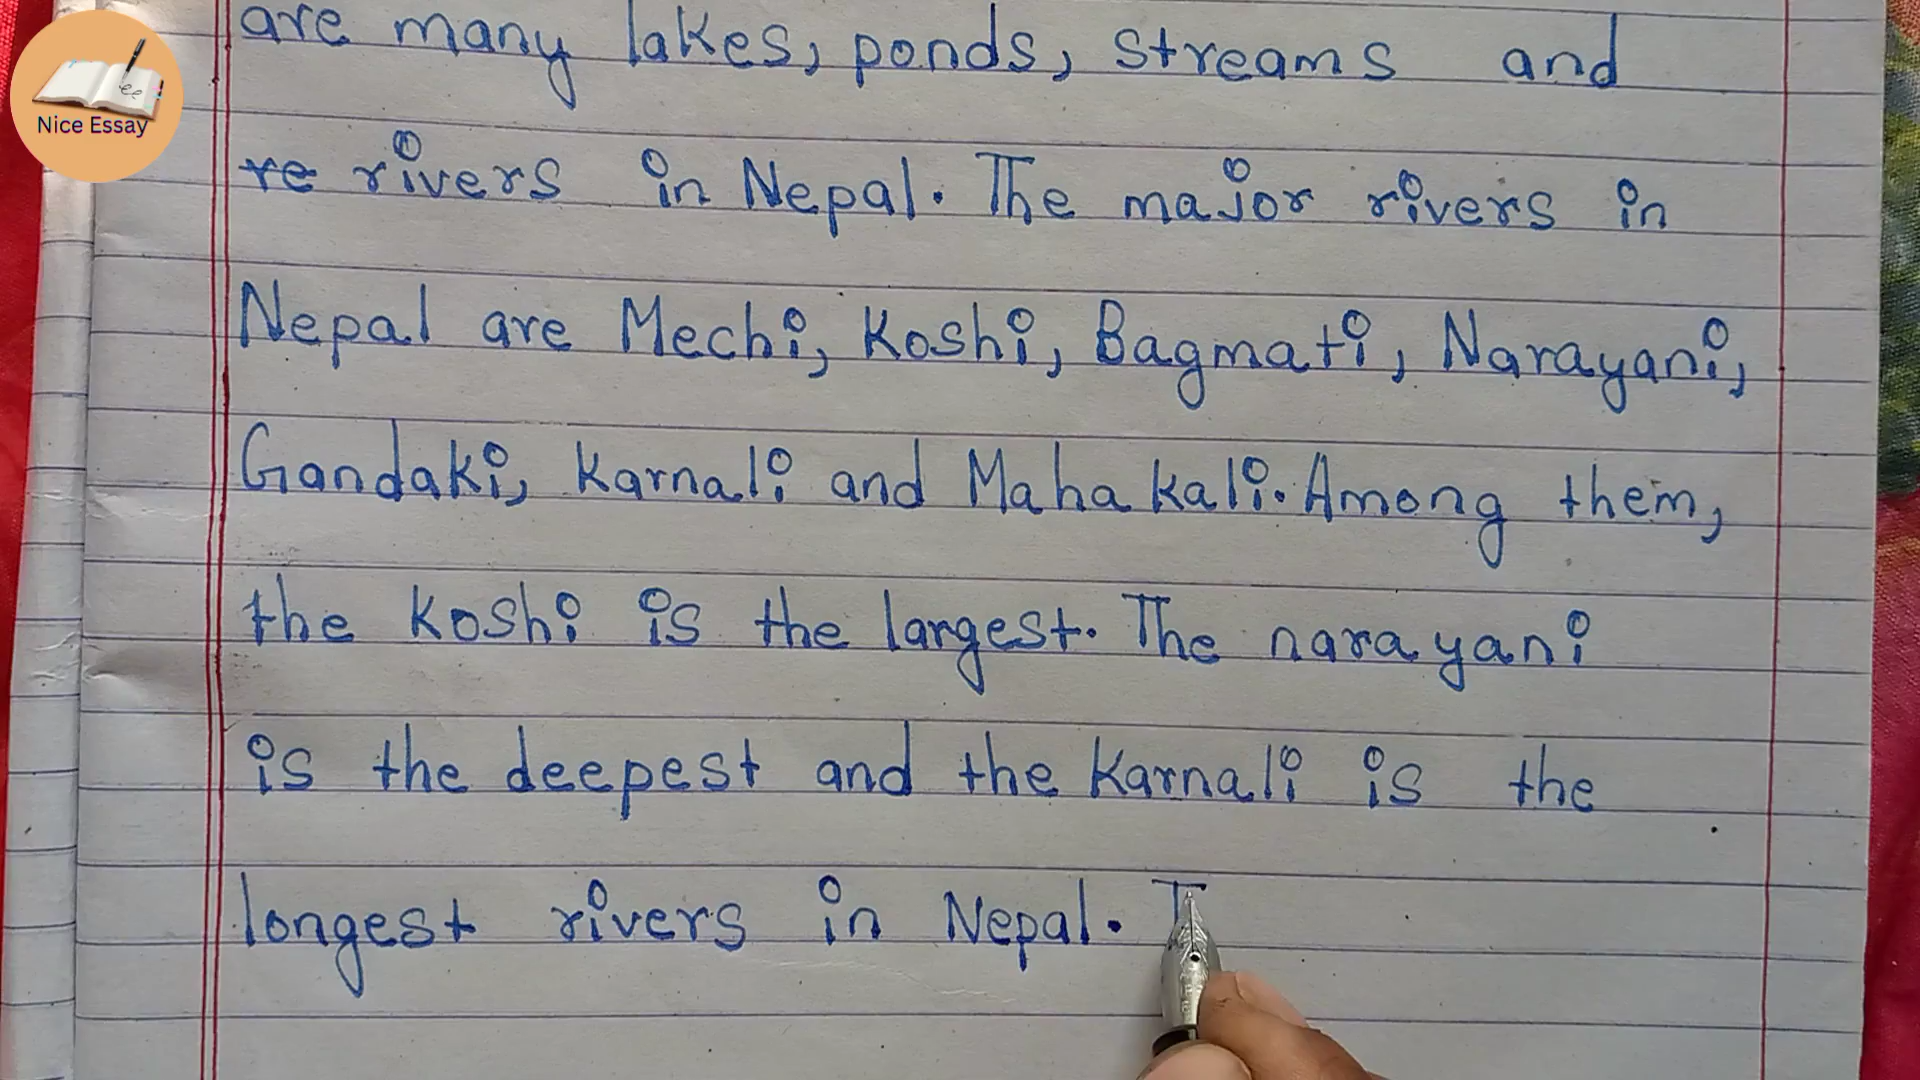 Nice Essay
are many lakes, ponds, streams and
re rivers in Nepal. The major rivers in
Nepal are Mechi, Koshi, Bagmati, Narayani,
Gandaki, Karnali and Mahakali. Among them,
the Koshi is the largest. The narayani
is the deepest and the Karnali is the
longest rivers in Nepal. T